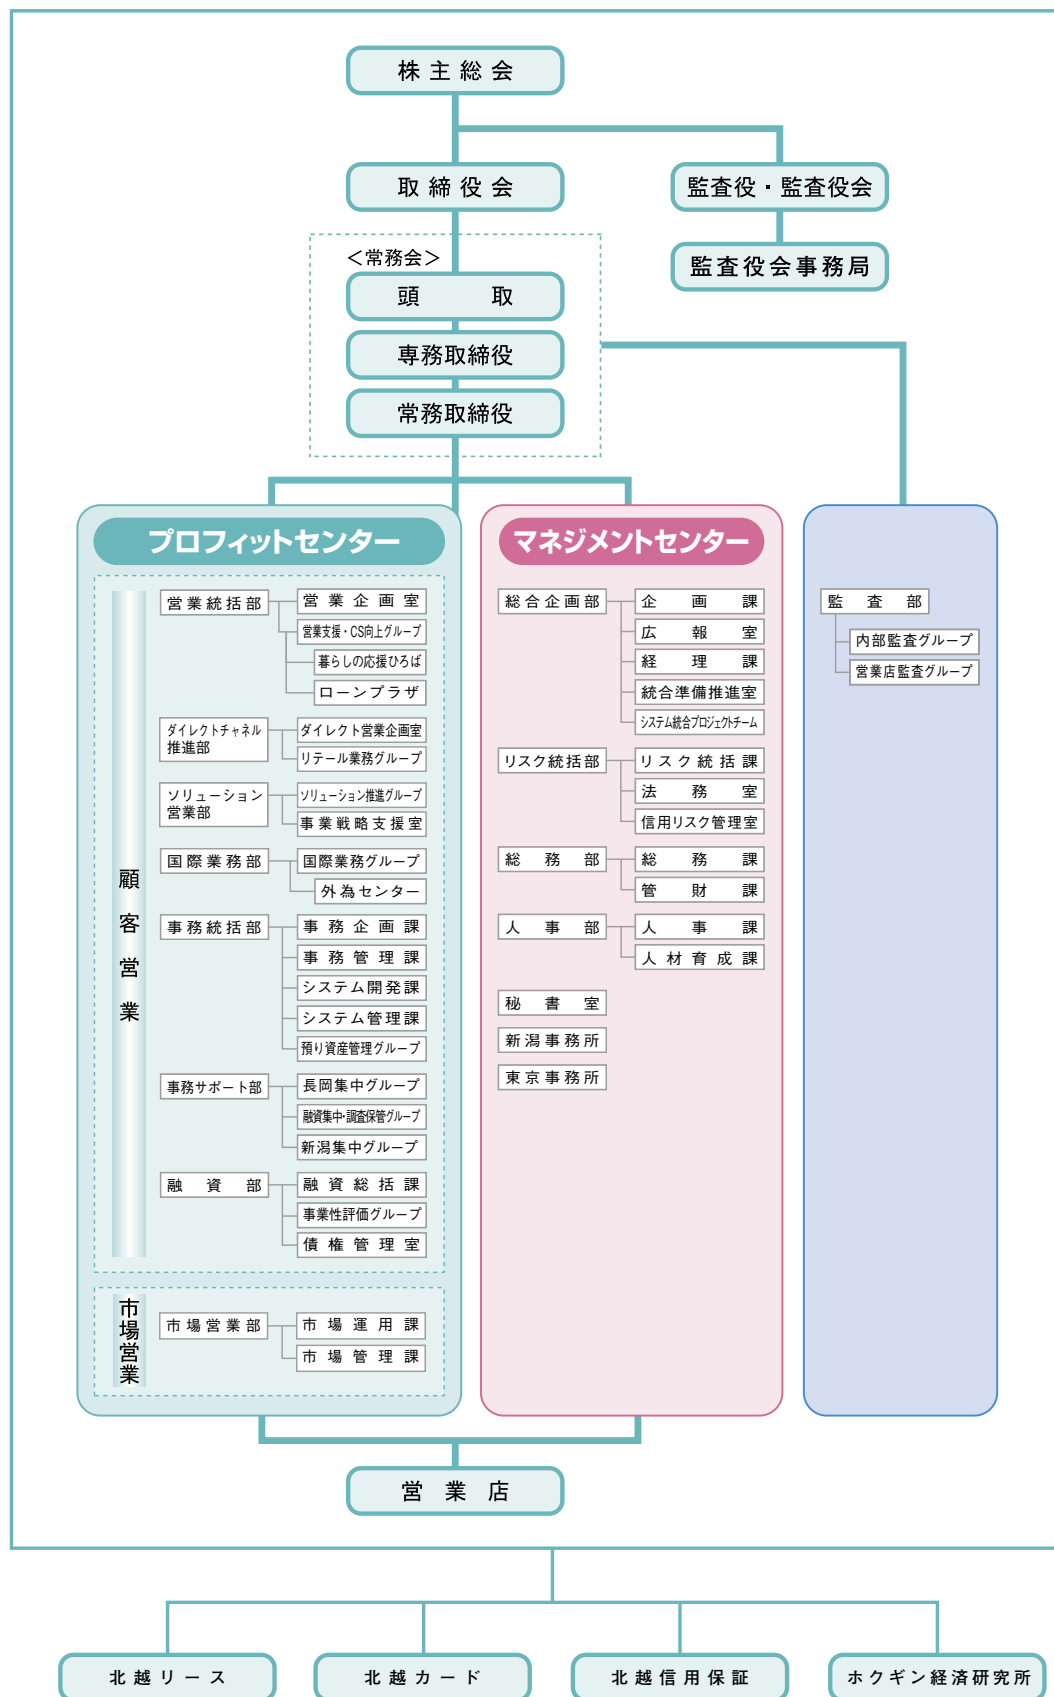 株主総会
取締役会
監査役・監査役会
監査役会事務局
＜常務会＞
頭取
専務取締役
常務取締役
プロフィットセンター
顧客営業
営業統括部
営業企画室
営業支援・CS向上グループ
暮らしの応援ひろば
ローンプラザ
ダイレクトチャネル
推進部
ダイレクト営業企画室
リテール業務グループ
ソリューション
営業部
ソリューション推進グループ
事業戦略支援室
国際業務部
国際業務グループ
外為センター
事務統括部
事務企画課
事務管理課
システム開発課
システム管理課
預り資産管理グループ
事務サポート部
長岡集中グループ
融資集中・調査保管グループ
新潟集中グループ
融資部
融資総括課
事業性評価グループ
債権管理室
市場営業
市場営業部
市場運用課
市場管理課
マネジメントセンター
総合企画部
企画課
広報室
経理課
統合準備推進室
システム統合プロジェクトチーム
リスク統括部
リスク統括課
法務室
信用リスク管理室
総務部
総務課
管財課
人事部
人事課
人材育成課
秘書室
新潟事務所
東京事務所
監査部
内部監査グループ
営業店監査グループ
営業店
北越リース
北越カード
北越信用保証
ホクギン経済研究所